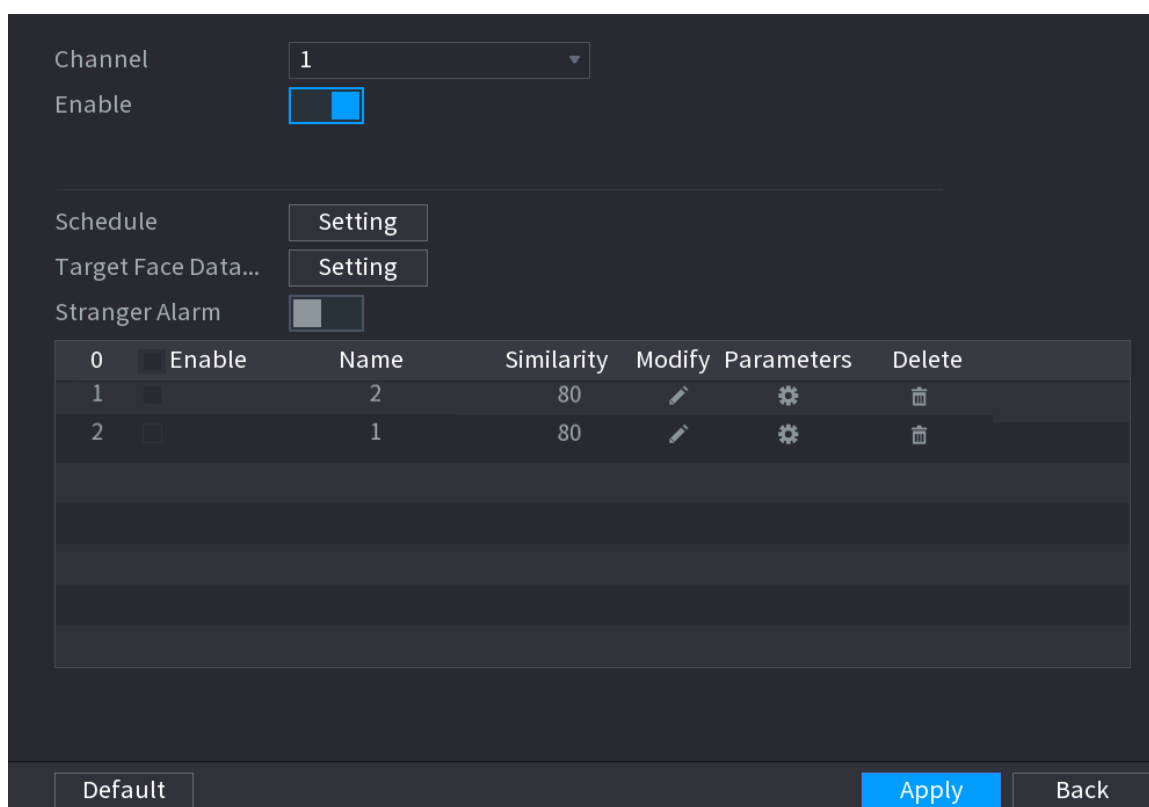 Channel 1
Enable
Schedule Setting
Target Face Data... Setting
Stranger Alarm
0 Enable Name Similarity Modify Parameters Delete
1 2 80
2 1 80
Default Apply Back